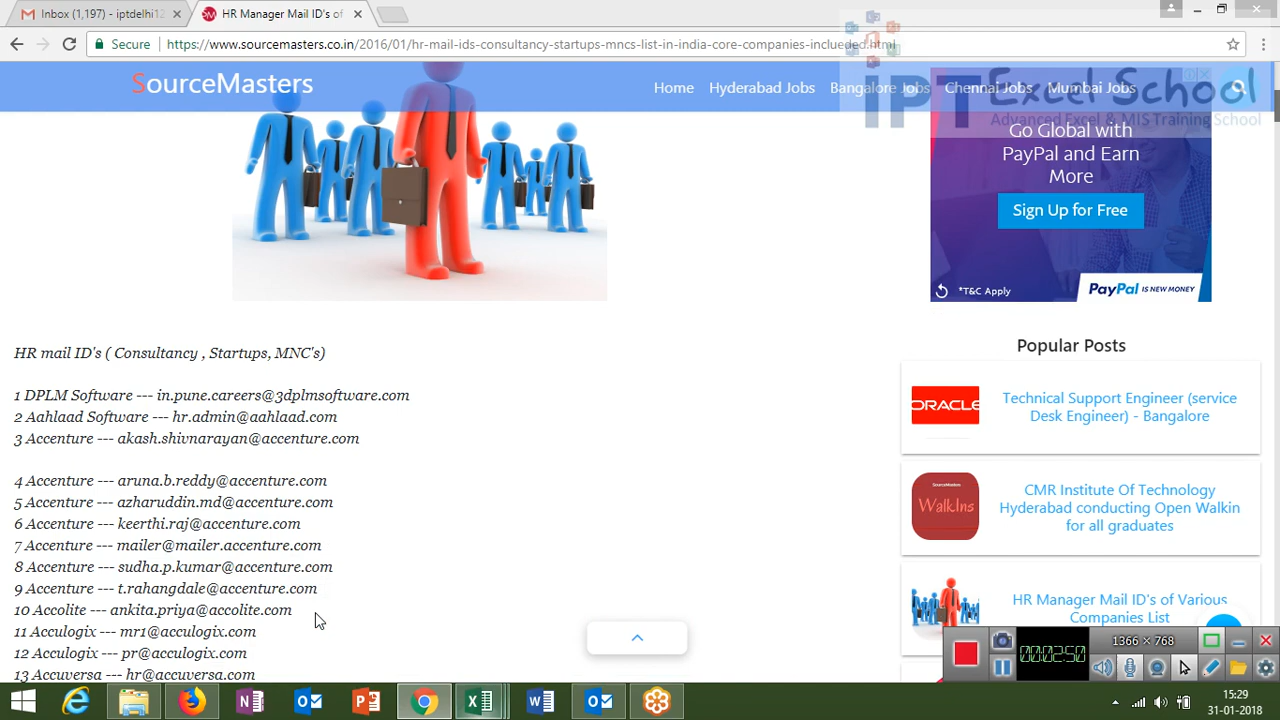 Inbox (1,197) - iptdelhi12
HR Manager Mail ID's of
Secure
https://www.sourcemasters.co.in/2016/01/hr-mail-ids-consultancy-startups-mncs-list-in-india-core-companies-inclueded.html
SourceMasters
Home
Hyderabad Jobs
Bangalore Jobs
Chennai Jobs
Mumbai Jobs
IPT Excel School
Advanced Excel & MIS Training School
Go Global with
PayPal and Earn
More
Sign Up for Free
*T&C Apply
PayPal IS NEW MONEY
HR mail ID's ( Consultancy , Startups, MNC's)
1 DPLM Software --- in.pune.careers@3dplmsoftware.com
2 Aahlaad Software --- hr.admin@aahlaad.com
3 Accenture --- akash.shivnarayan@accenture.com
4 Accenture --- aruna.b.reddy@accenture.com
5 Accenture --- azharuddin.md@accenture.com
6 Accenture --- keerthi.raj@accenture.com
7 Accenture --- mailer@mailer.accenture.com
8 Accenture --- sudha.p.kumar@accenture.com
9 Accenture --- t.rahangdale@accenture.com
10 Accolite --- ankita.priya@accolite.com
11 Acculogix --- mr1@acculogix.com
12 Acculogix --- pr@acculogix.com
13 Accuversa --- hr@accuversa.com
Popular Posts
ORACLE
Technical Support Engineer (service
Desk Engineer) - Bangalore
SourceMasters
WalkIns
CMR Institute Of Technology
Hyderabad conducting Open Walkin
for all graduates
HR Manager Mail ID's of Various
Companies List
00:02:50
1366 × 768
15:29
31-01-2018